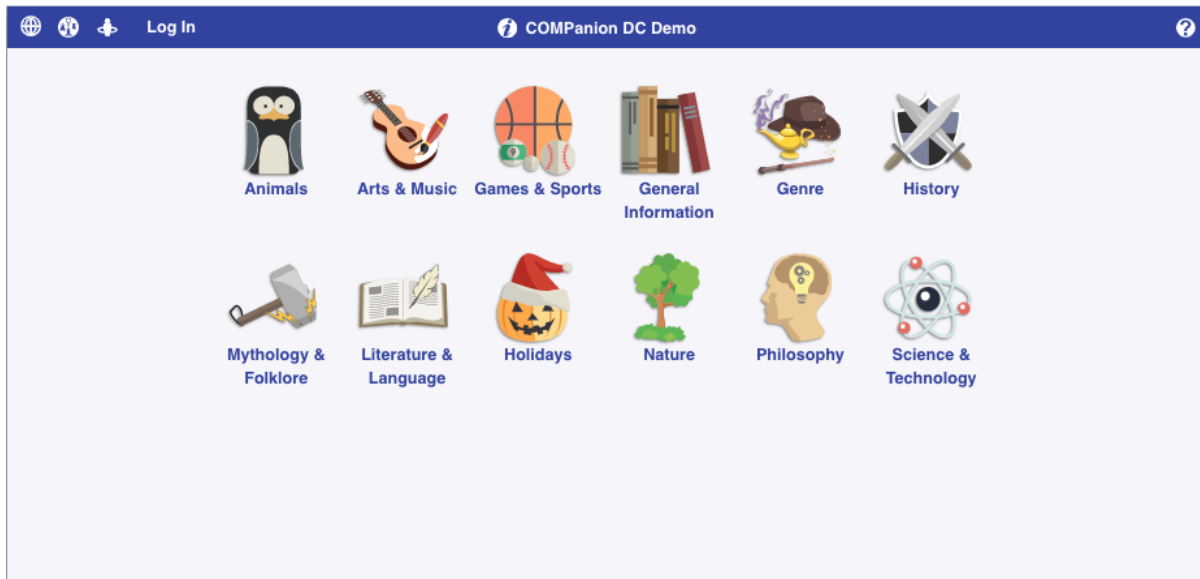 Log In
COMPanion DC Demo
Animals
Arts & Music
Games & Sports
General
Information
Genre
History
Mythology &
Folklore
Literature &
Language
Holidays
Nature
Philosophy
Science &
Technology